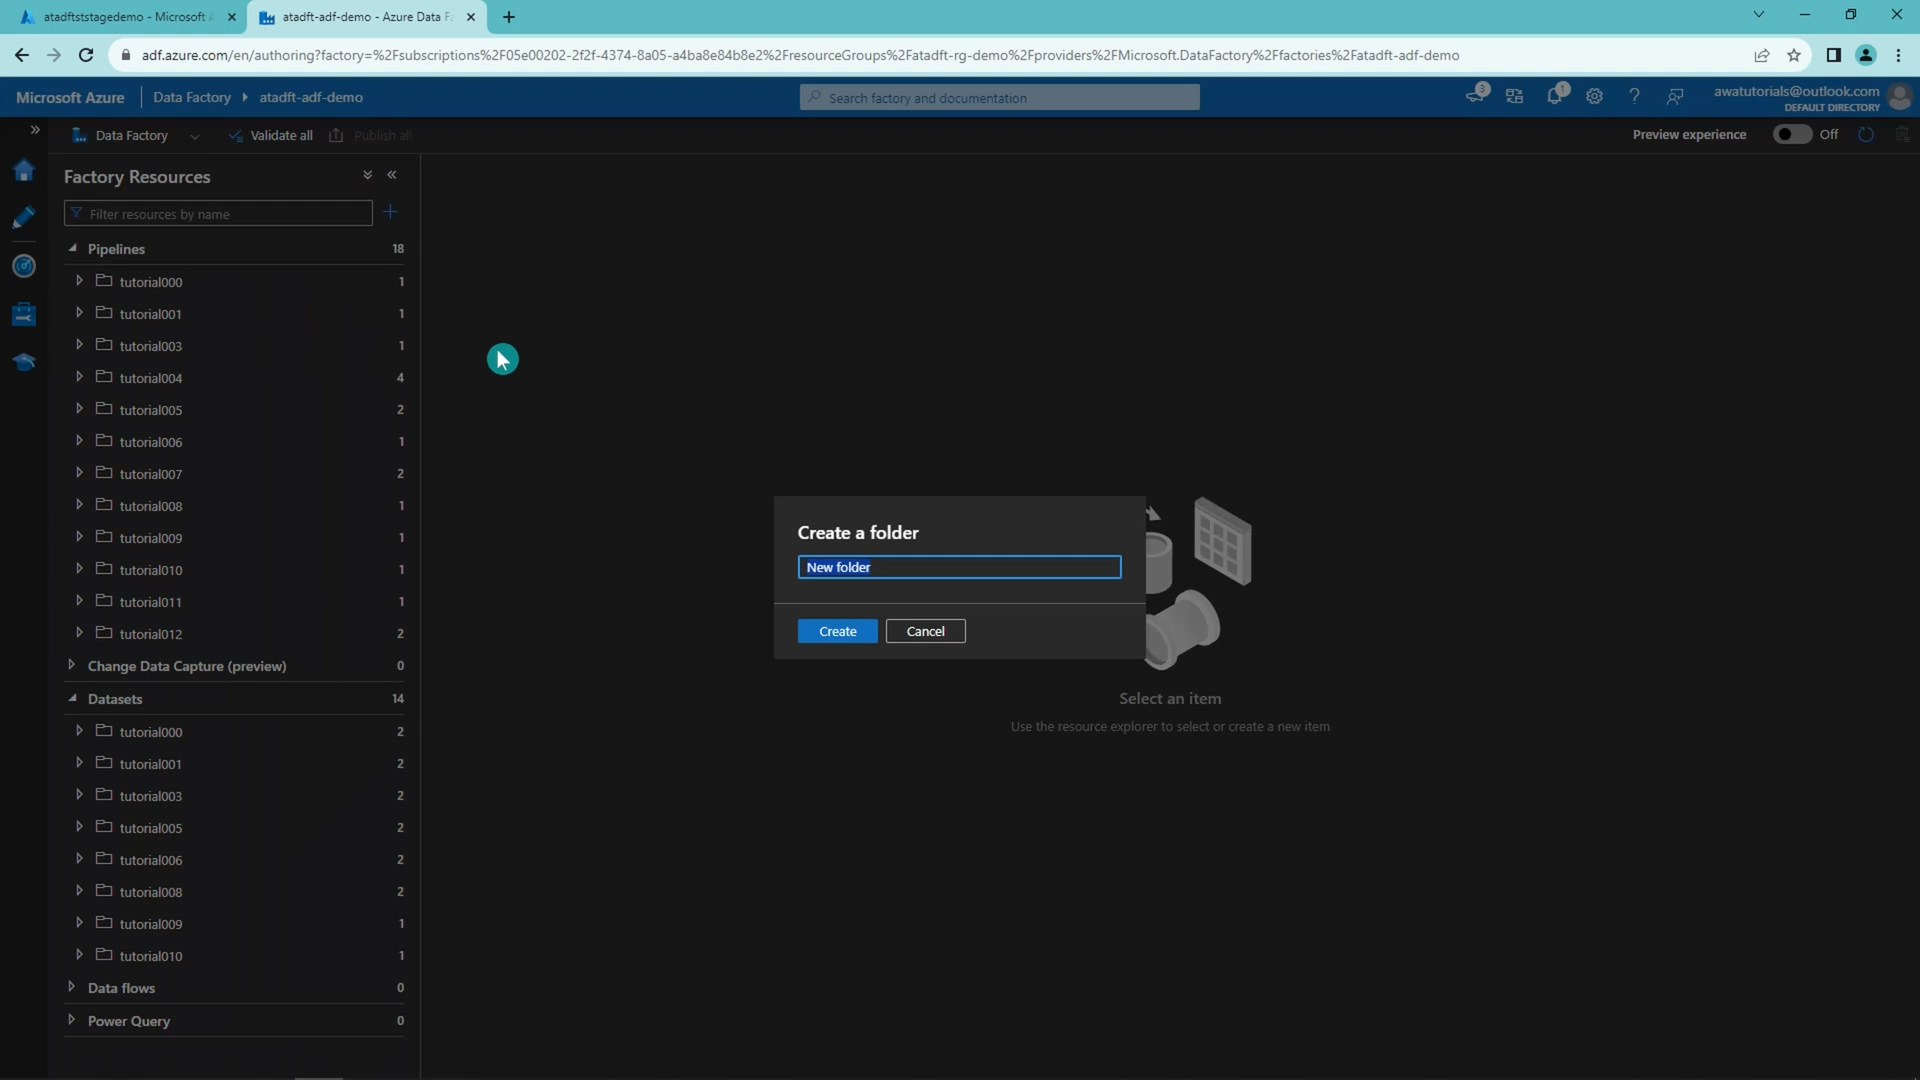 atadftststagedemo - Microsoft A
atadft-adf-demo - Azure Data Fa
adf.azure.com/en/authoring?factory=%2Fsubscriptions%2F05e00202-2f2f-4374-8a05-a4ba8e84b8e2%2FresourceGroups%2Fatadft-rg-demo%2Fproviders%2FMicrosoft.DataFactory%2Ffactories%2Fatadft-adf-demo
Microsoft Azure
Data Factory
atadft-adf-demo
Search factory and documentation
3
1
awatutorials@outlook.com
DEFAULT DIRECTORY
Data Factory
Validate all
Publish all
Preview experience
Off
Factory Resources
Filter resources by name
Pipelines 18
tutorial000 1
tutorial001 1
tutorial003 1
tutorial004 4
tutorial005 2
tutorial006 1
tutorial007 2
tutorial008 1
tutorial009 1
tutorial010 1
tutorial011 1
tutorial012 2
Change Data Capture (preview) 0
Datasets 14
tutorial000 2
tutorial001 2
tutorial003 2
tutorial005 2
tutorial006 2
tutorial008 2
tutorial009 1
tutorial010 1
Data flows 0
Power Query 0
Create a folder
New folder
Create
Cancel
Select an item
Use the resource explorer to select or create a new item